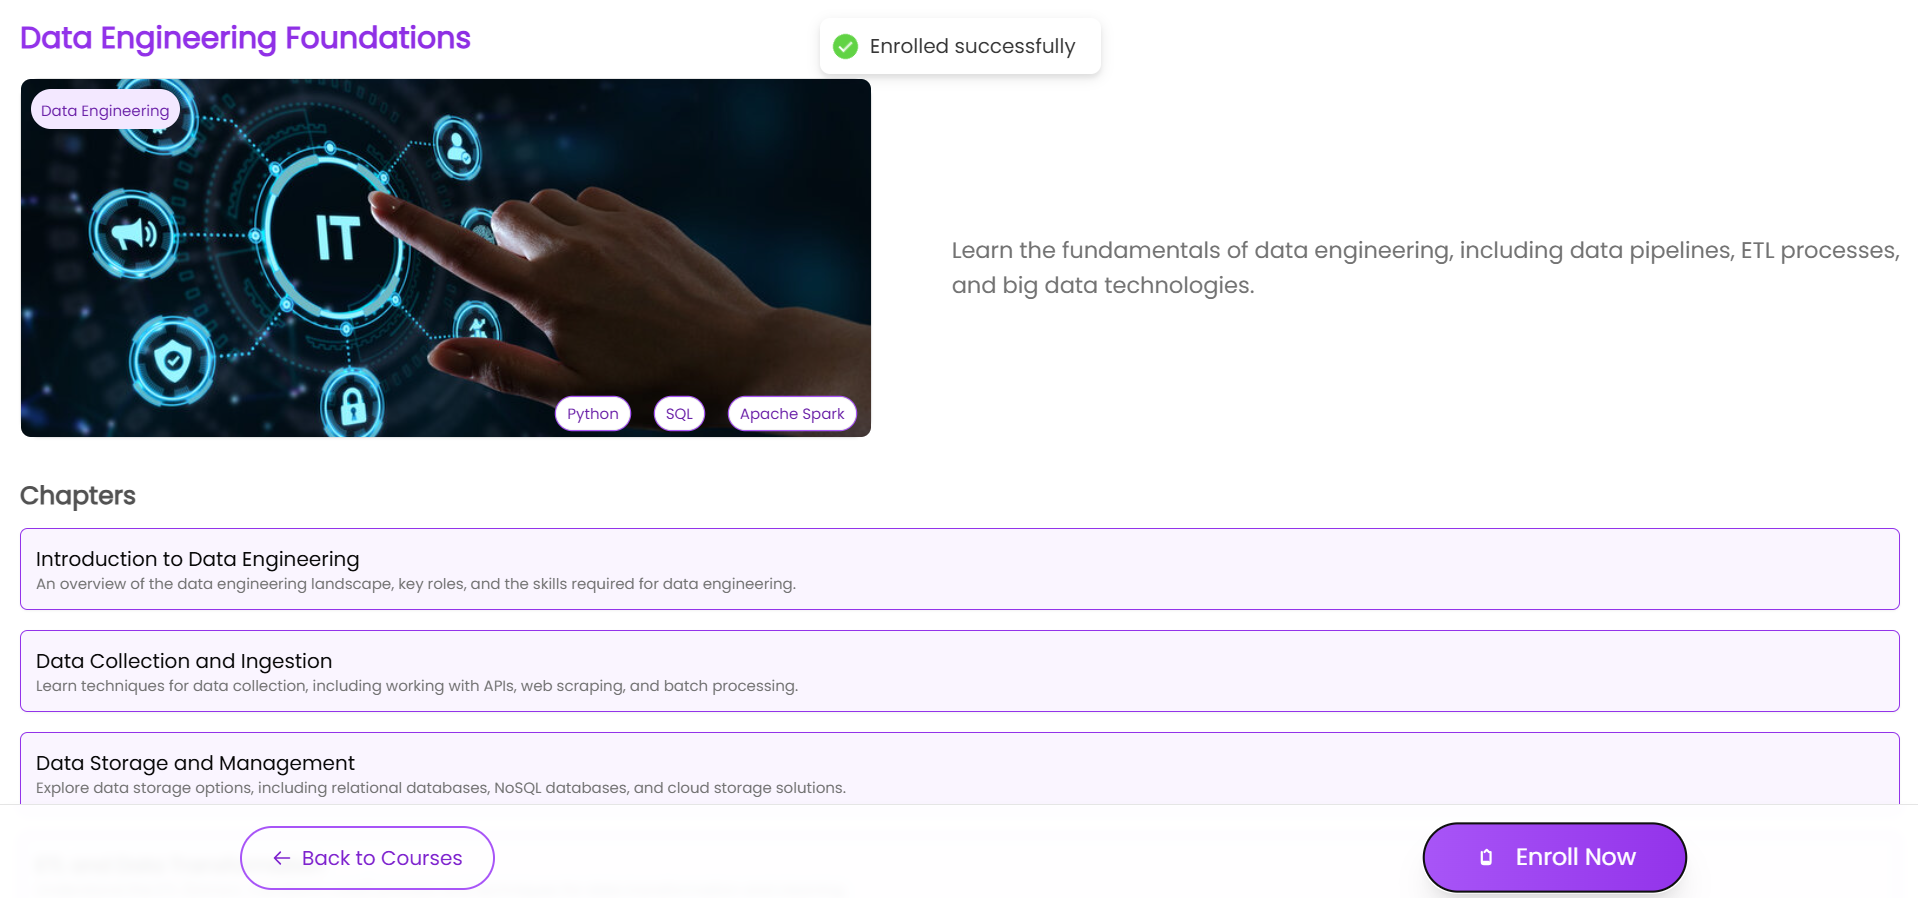 Data Engineering Foundations
Enrolled successfully
Data Engineering
IT
Python
SQL
Apache Spark
Learn the fundamentals of data engineering, including data pipelines, ETL processes,
and big data technologies.
Chapters
Introduction to Data Engineering
An overview of the data engineering landscape, key roles, and the skills required for data engineering.
Data Collection and Ingestion
Learn techniques for data collection, including working with APIs, web scraping, and batch processing.
Data Storage and Management
Explore data storage options, including relational databases, NoSQL databases, and cloud storage solutions.
Back to Courses
Enroll Now